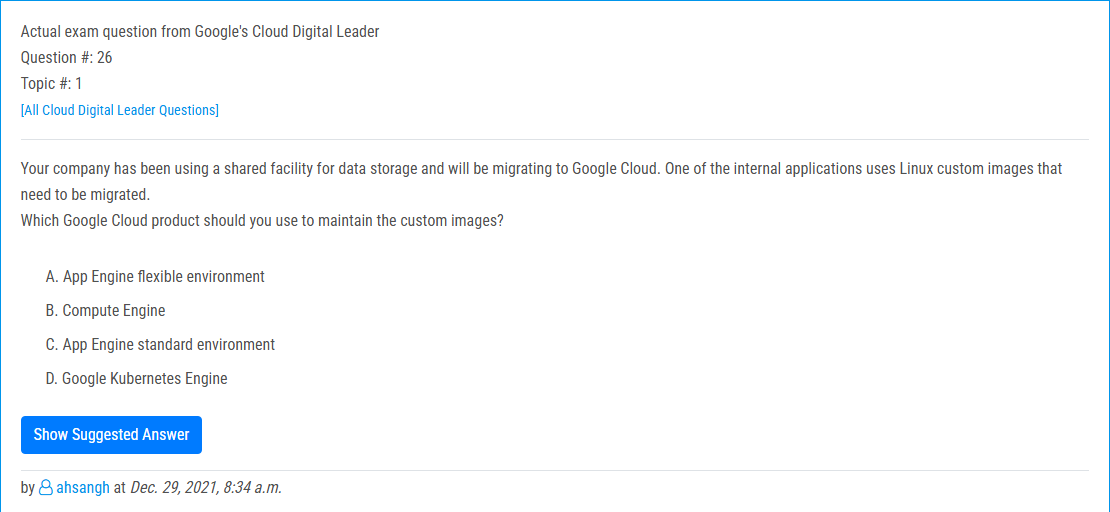 Actual exam question from Google's Cloud Digital Leader
Question #: 26
Topic #: 1
[All Cloud Digital Leader Questions]
Your company has been using a shared facility for data storage and will be migrating to Google Cloud. One of the internal applications uses Linux custom images that
need to be migrated.
Which Google Cloud product should you use to maintain the custom images?
A. App Engine flexible environment
B. Compute Engine
C. App Engine standard environment
D. Google Kubernetes Engine
Show Suggested Answer
by ahsangh at Dec. 29, 2021, 8:34 a.m.